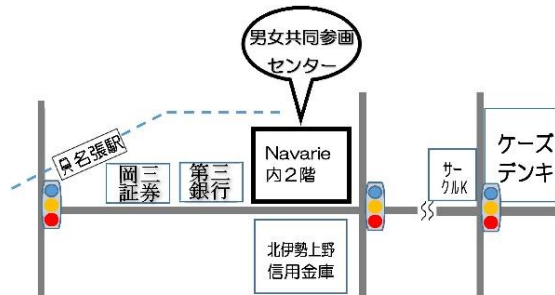 男女共同参画
センター
名張駅
岡三
証券
第三
銀行
Navarie
内2階
サー
クルK
ケーズ
デンキ
北伊勢上野
信用金庫